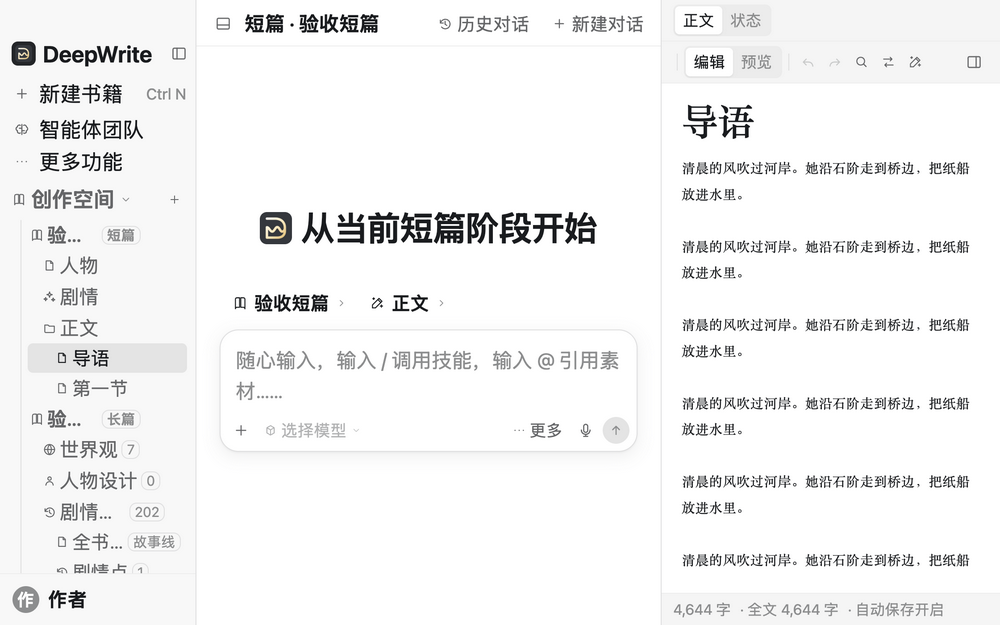 DeepWrite
新建书籍 Ctrl N
智能体团队
更多功能
创作空间
验... 短篇
人物
剧情
正文
导语
第一节
验... 长篇
世界观 7
人物设计 0
剧情... 202
全书... 故事线
剧情点 1
作 作者
短篇 · 验收短篇
历史对话
新建对话
从当前短篇阶段开始
验收短篇
正文
随心输入，输入 / 调用技能，输入 @ 引用素
材......
选择模型
更多
正文 状态
编辑 预览
导语
清晨的风吹过河岸。她沿石阶走到桥边，把纸船
放进水里。
清晨的风吹过河岸。她沿石阶走到桥边，把纸船
放进水里。
清晨的风吹过河岸。她沿石阶走到桥边，把纸船
放进水里。
清晨的风吹过河岸。她沿石阶走到桥边，把纸船
放进水里。
清晨的风吹过河岸。她沿石阶走到桥边，把纸船
放进水里。
清晨的风吹过河岸。她沿石阶走到桥边，把纸船
4,644 字 · 全文 4,644 字 · 自动保存开启